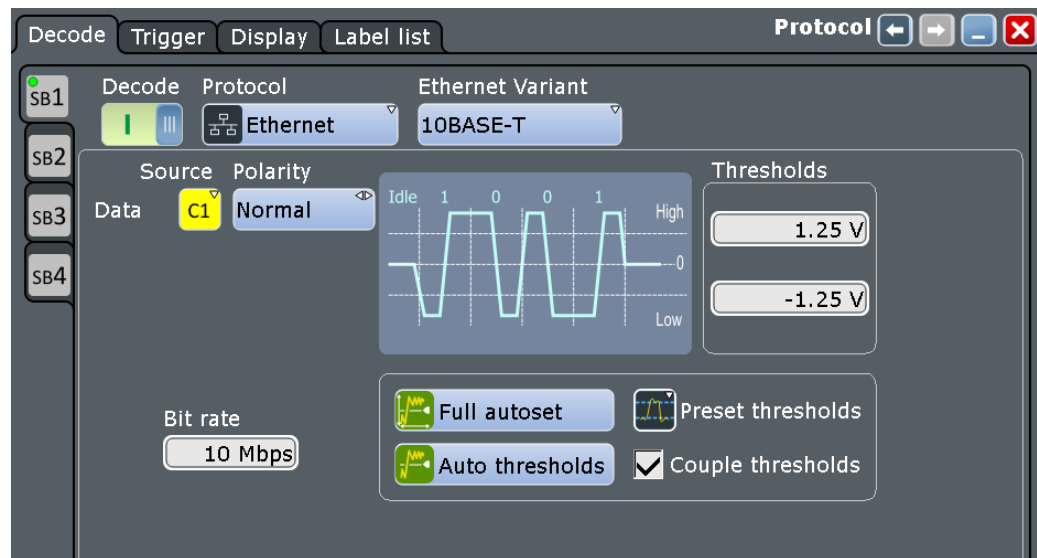 Decode Trigger Display Label list Protocol
SB1 Decode Protocol Ethernet Variant
I III Ethernet 10BASE-T
SB2 Source Polarity Thresholds
SB3 Data C1 Normal Idle 1 0 0 1 High 1.25 V
0
SB4 -1.25 V
Low
Full autoset Preset thresholds
Bit rate
10 Mbps Auto thresholds Couple thresholds